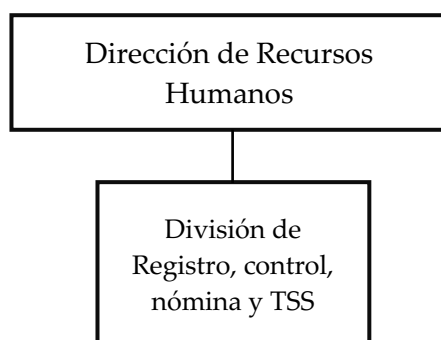 Dirección de Recursos
Humanos
División de
Registro, control,
nómina y TSS